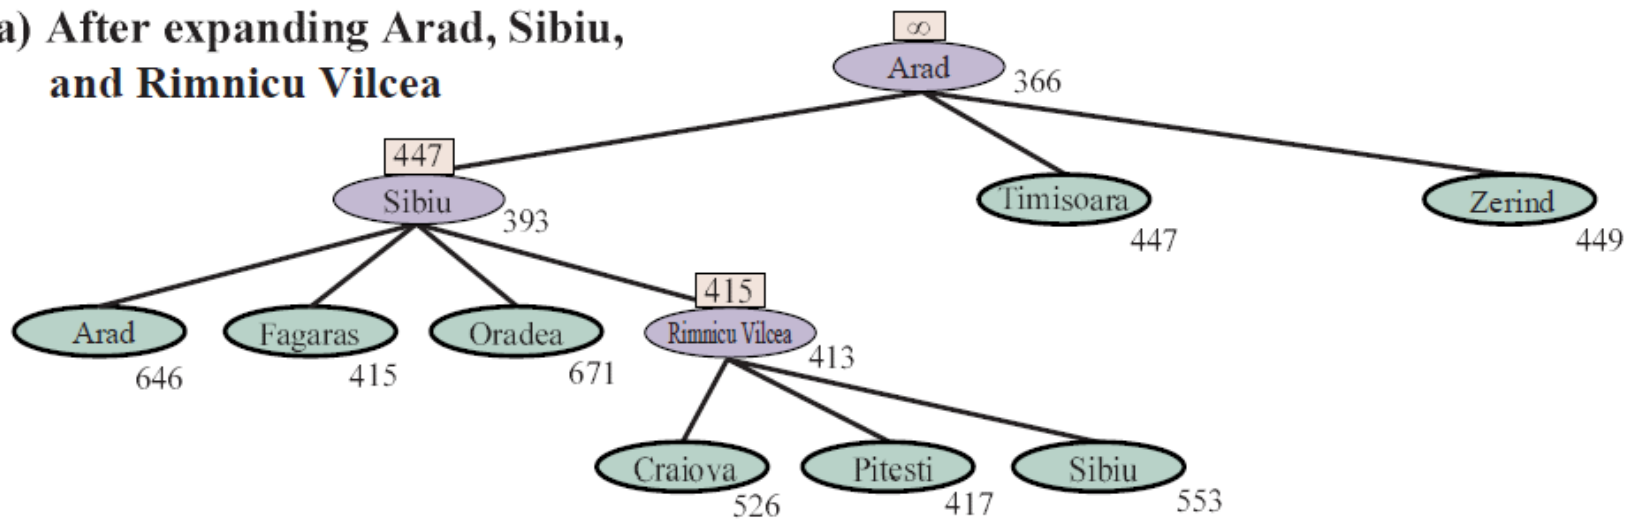 a) After expanding Arad, Sibiu,
and Rimnicu Vilcea
∞
Arad
366
447
Sibiu
393
Timisoara
447
Zerind
449
Arad
646
Fagaras
415
Oradea
671
415
Rimnicu Vilcea
413
Craiova
526
Pitesti
417
Sibiu
553